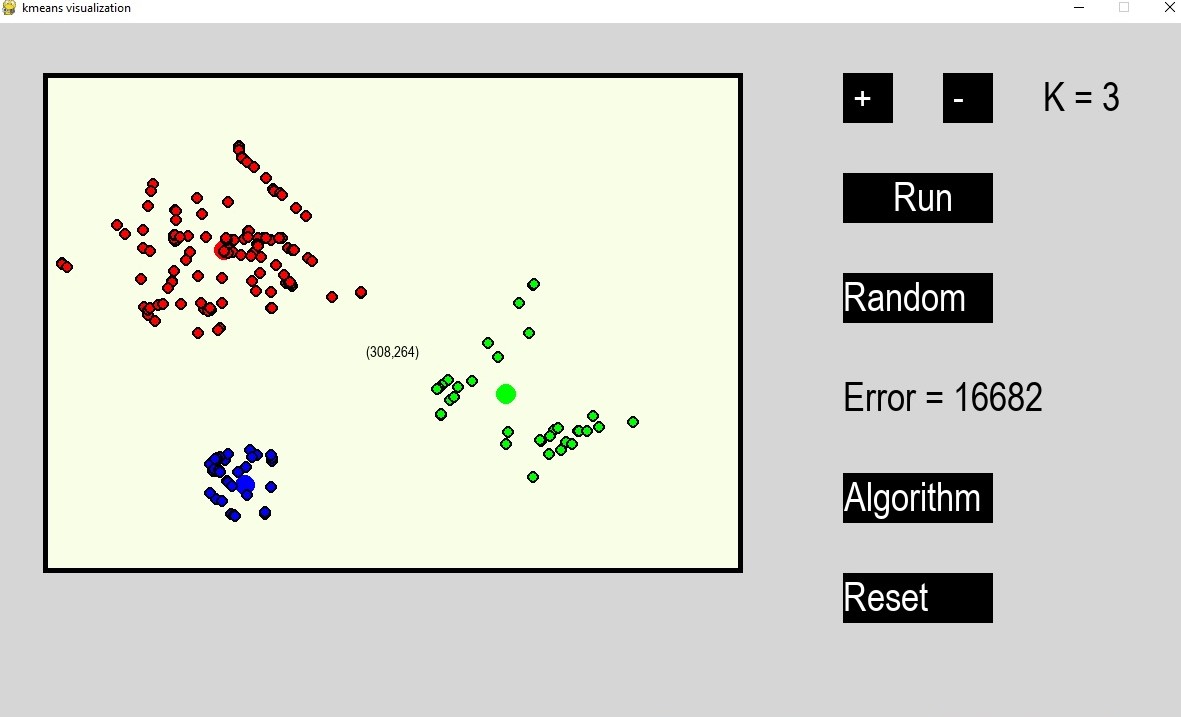 kmeans visualization
+
-
K = 3
Run
Random
(308,264)
Error = 16682
Algorithm
Reset